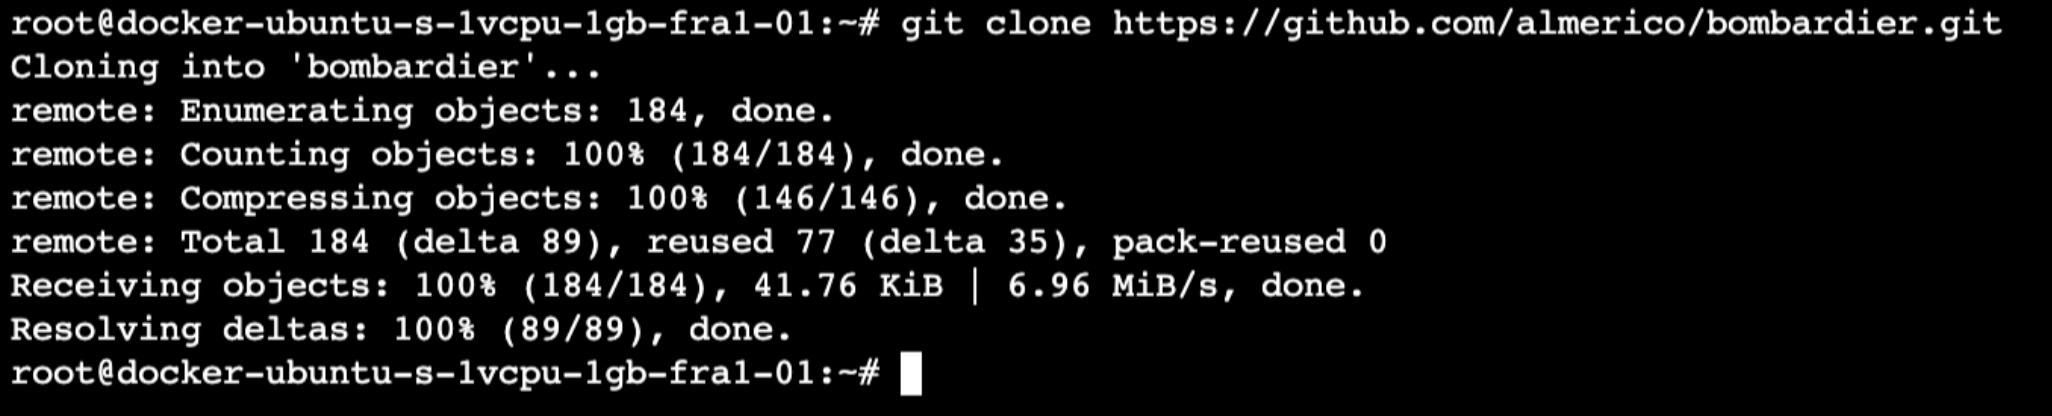 root@docker-ubuntu-s-1vcpu-1gb-fra1-01:~# git clone https://github.com/almerico/bombardier.git
Cloning into 'bombardier'...
remote: Enumerating objects: 184, done.
remote: Counting objects: 100% (184/184), done.
remote: Compressing objects: 100% (146/146), done.
remote: Total 184 (delta 89), reused 77 (delta 35), pack-reused 0
Receiving objects: 100% (184/184), 41.76 KiB | 6.96 MiB/s, done.
Resolving deltas: 100% (89/89), done.
root@docker-ubuntu-s-1vcpu-1gb-fra1-01:~#